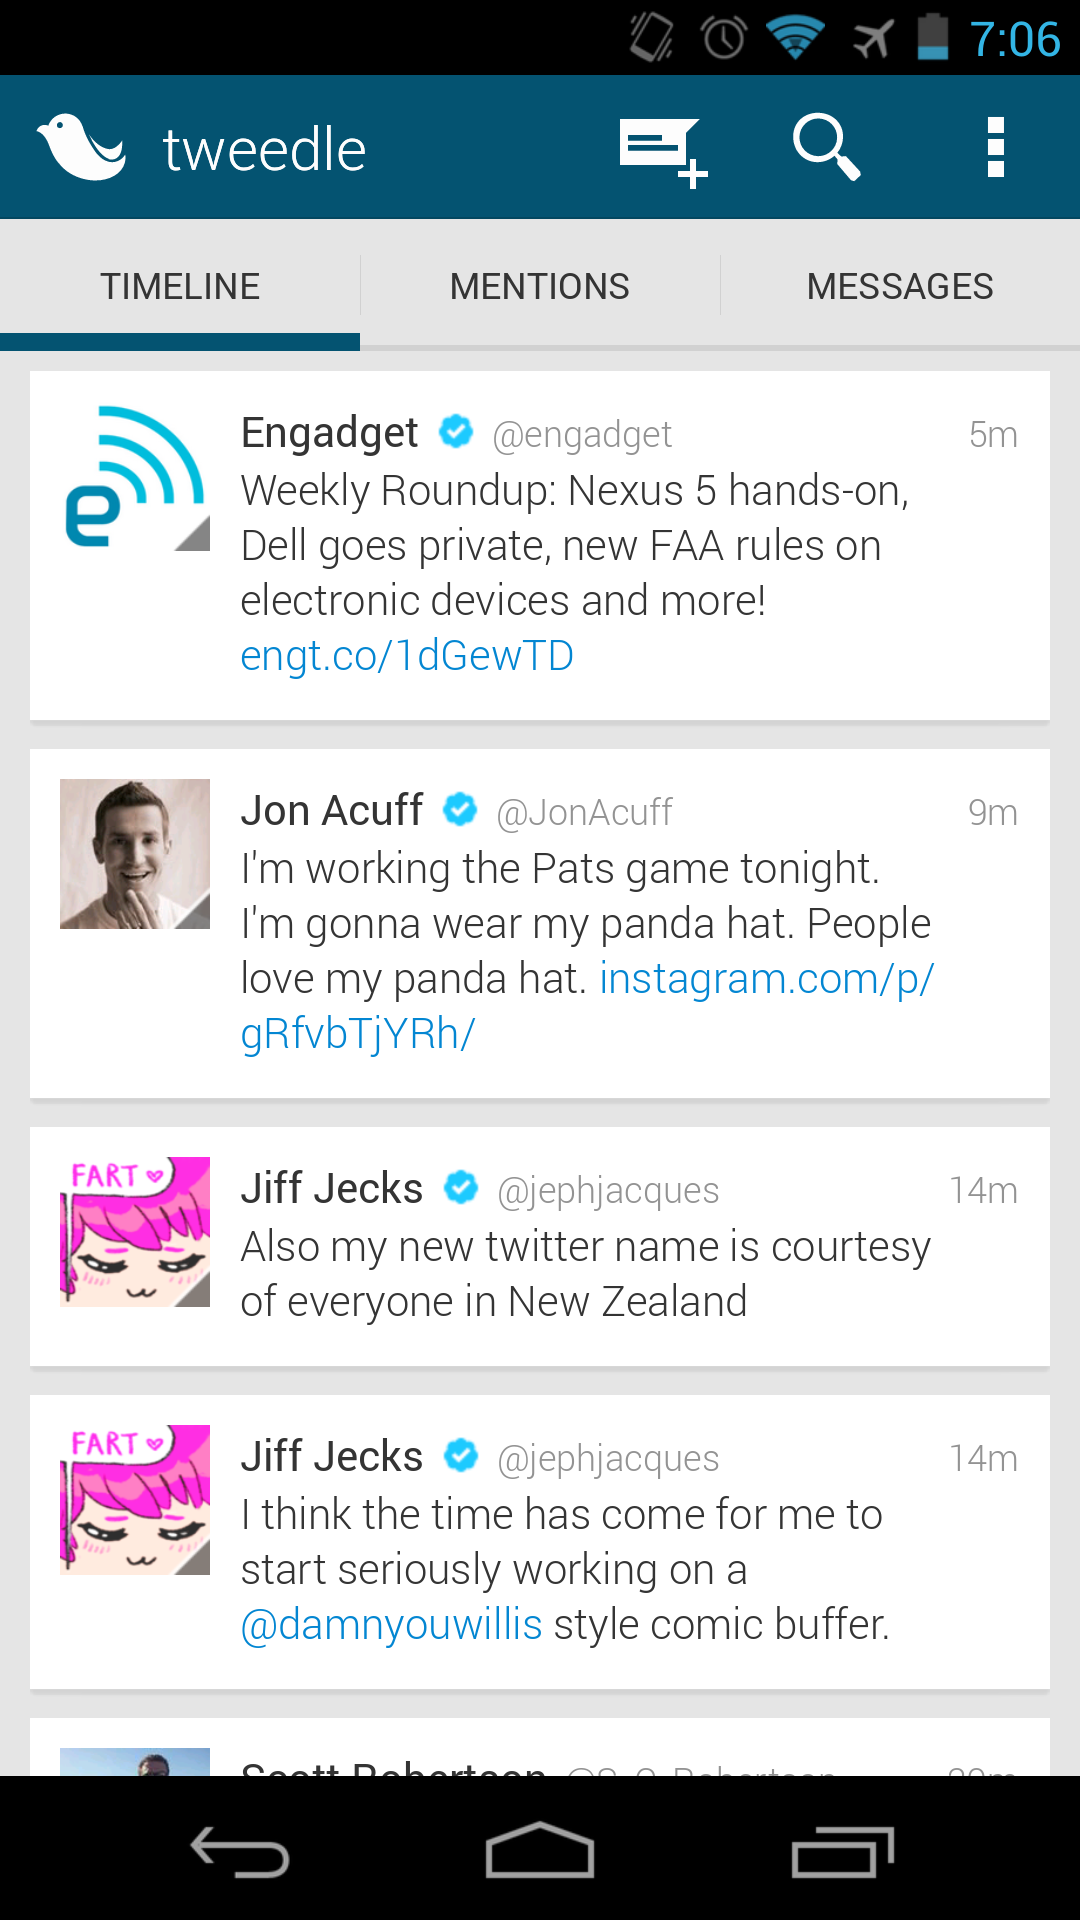 7:06
tweedle
TIMELINE MENTIONS MESSAGES
Engadget @engadget 5m
Weekly Roundup: Nexus 5 hands-on,
Dell goes private, new FAA rules on
electronic devices and more!
engt.co/1dGewTD
Jon Acuff @JonAcuff 9m
I'm working the Pats game tonight.
I'm gonna wear my panda hat. People
love my panda hat. instagram.com/p/
gRfvbTjYRh/
FART
Jiff Jecks @jephjacques 14m
Also my new twitter name is courtesy
of everyone in New Zealand
FART
Jiff Jecks @jephjacques 14m
I think the time has come for me to
start seriously working on a
@damnyouwillis style comic buffer.
Scott Robertson